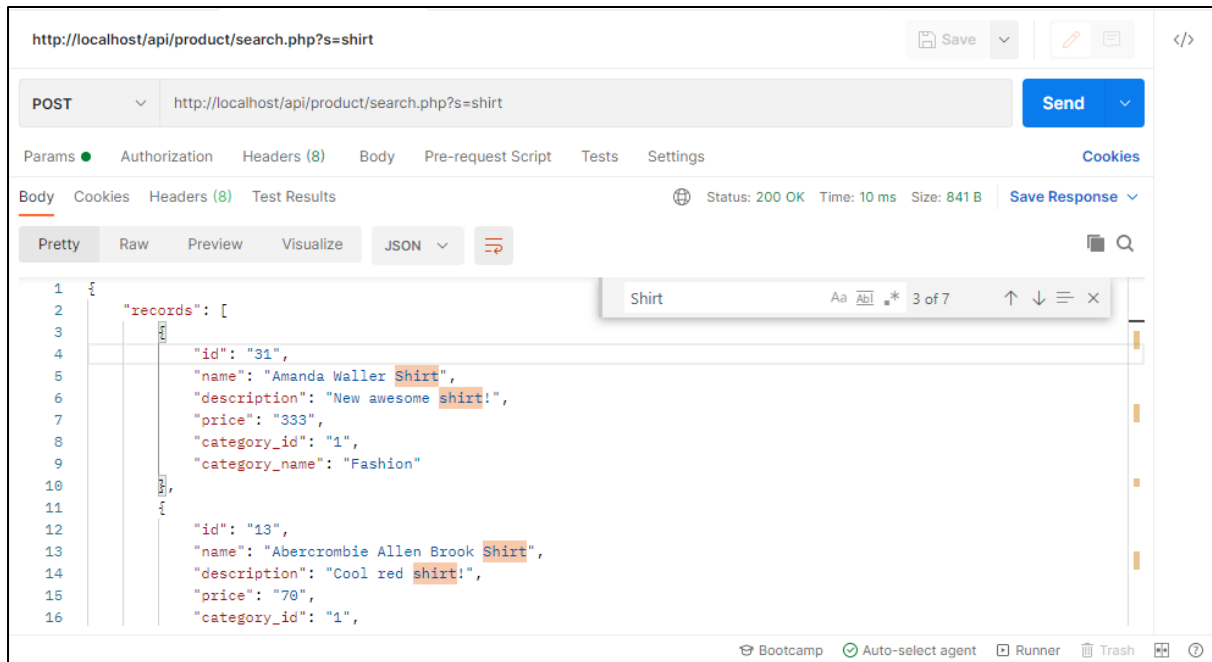 http://localhost/api/product/search.php?s=shirt Save </>
POST http://localhost/api/product/search.php?s=shirt Send
Params Authorization Headers (8) Body Pre-request Script Tests Settings Cookies
Body Cookies Headers (8) Test Results Status: 200 OK Time: 10 ms Size: 841 B Save Response
Pretty Raw Preview Visualize JSON
Shirt Aa Abl .* 3 of 7
1 {
2 "records": [
3 {
4 "id": "31",
5 "name": "Amanda Waller Shirt",
6 "description": "New awesome shirt!",
7 "price": "333",
8 "category_id": "1",
9 "category_name": "Fashion"
10 },
11 {
12 "id": "13",
13 "name": "Abercrombie Allen Brook Shirt",
14 "description": "Cool red shirt!",
15 "price": "70",
16 "category_id": "1",
Bootcamp Auto-select agent Runner Trash